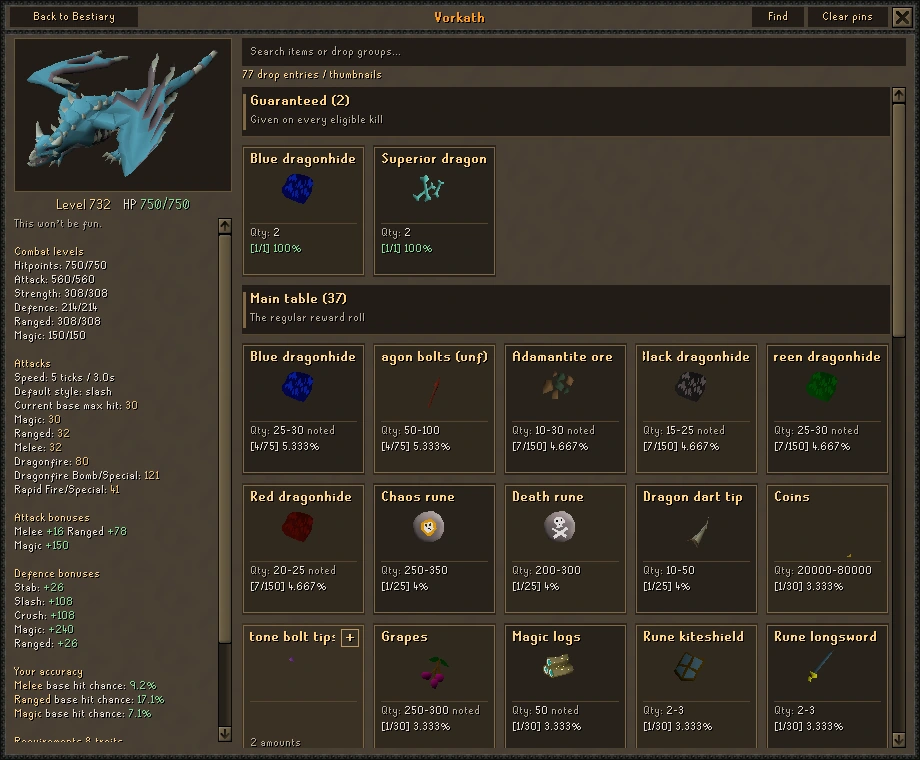 Back to Bestiary
Vorkath
Find
Clear pins
Search items or drop groups...
77 drop entries / thumbnails
Level 732 HP 750/750
This won't be fun.
Combat levels
Hitpoints: 750/750
Attack: 560/560
Strength: 308/308
Defence: 214/214
Ranged: 308/308
Magic: 150/150
Attacks
Speed: 5 ticks / 3.0s
Default style: slash
Current base max hit: 30
Magic: 30
Ranged: 32
Melee: 32
Dragonfire: 80
Dragonfire Bomb/Special: 121
Rapid Fire/Special: 41
Attack bonuses
Melee +16 Ranged +78
Magic +150
Defence bonuses
Stab: +26
Slash: +108
Crush: +108
Magic: +240
Ranged: +26
Your accuracy
Melee base hit chance: 9.2%
Ranged base hit chance: 17.1%
Magic base hit chance: 7.1%
Requirements & traits
Guaranteed (2)
Given on every eligible kill
Blue dragonhide
Qty: 2
[1/1] 100%
Superior dragon
Qty: 2
[1/1] 100%
Main table (37)
The regular reward roll
Blue dragonhide
Qty: 25-30 noted
[4/75] 5.333%
agon bolts (unf)
Qty: 50-100
[4/75] 5.333%
Adamantite ore
Qty: 10-30 noted
[7/150] 4.667%
lack dragonhide
Qty: 15-25 noted
[7/150] 4.667%
reen dragonhide
Qty: 25-30 noted
[7/150] 4.667%
Red dragonhide
Qty: 20-25 noted
[7/150] 4.667%
Chaos rune
Qty: 250-350
[1/25] 4%
Death rune
Qty: 200-300
[1/25] 4%
Dragon dart tip
Qty: 10-50
[1/25] 4%
Coins
Qty: 20000-80000
[1/30] 3.333%
tone bolt tips +
2 amounts
Grapes
Qty: 250-300 noted
[1/30] 3.333%
Magic logs
Qty: 50 noted
[1/30] 3.333%
Rune kiteshield
Qty: 2-3
[1/30] 3.333%
Rune longsword
Qty: 2-3
[1/30] 3.333%